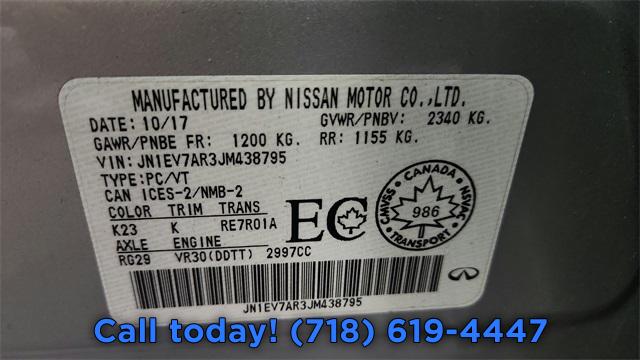 MANUFACTURED BY NISSAN MOTOR CO.,LTD.
DATE: 10/17 GVWR/PNBV: 2340 KG.
GAWR/PNBE FR: 1200 KG. RR: 1155 KG.
VIN: JN1EV7AR3JM438795
TYPE: PC/VT
CAN ICES-2/NMB-2
COLOR TRIM TRANS
K23 K RE7R01A
AXLE ENGINE
RG29 VR30(DDTT) 2997CC
EC
CANADA
CMVSS NSVAC
986
TRANSPORT
JN1EV7AR3JM438795
Call today! (718) 619-4447